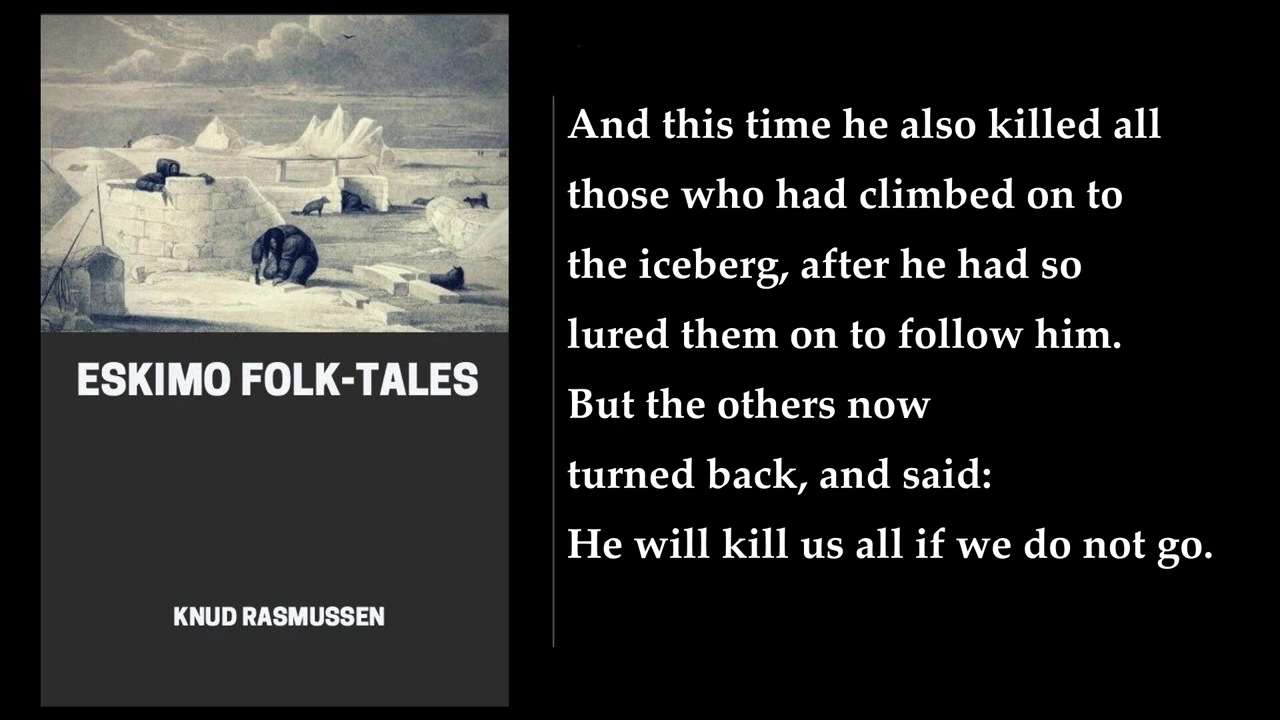 ESKIMO FOLK-TALES
KNUD RASMUSSEN
And this time he also killed all
those who had climbed on to
the iceberg, after he had so
lured them on to follow him.
But the others now
turned back, and said:
He will kill us all if we do not go.